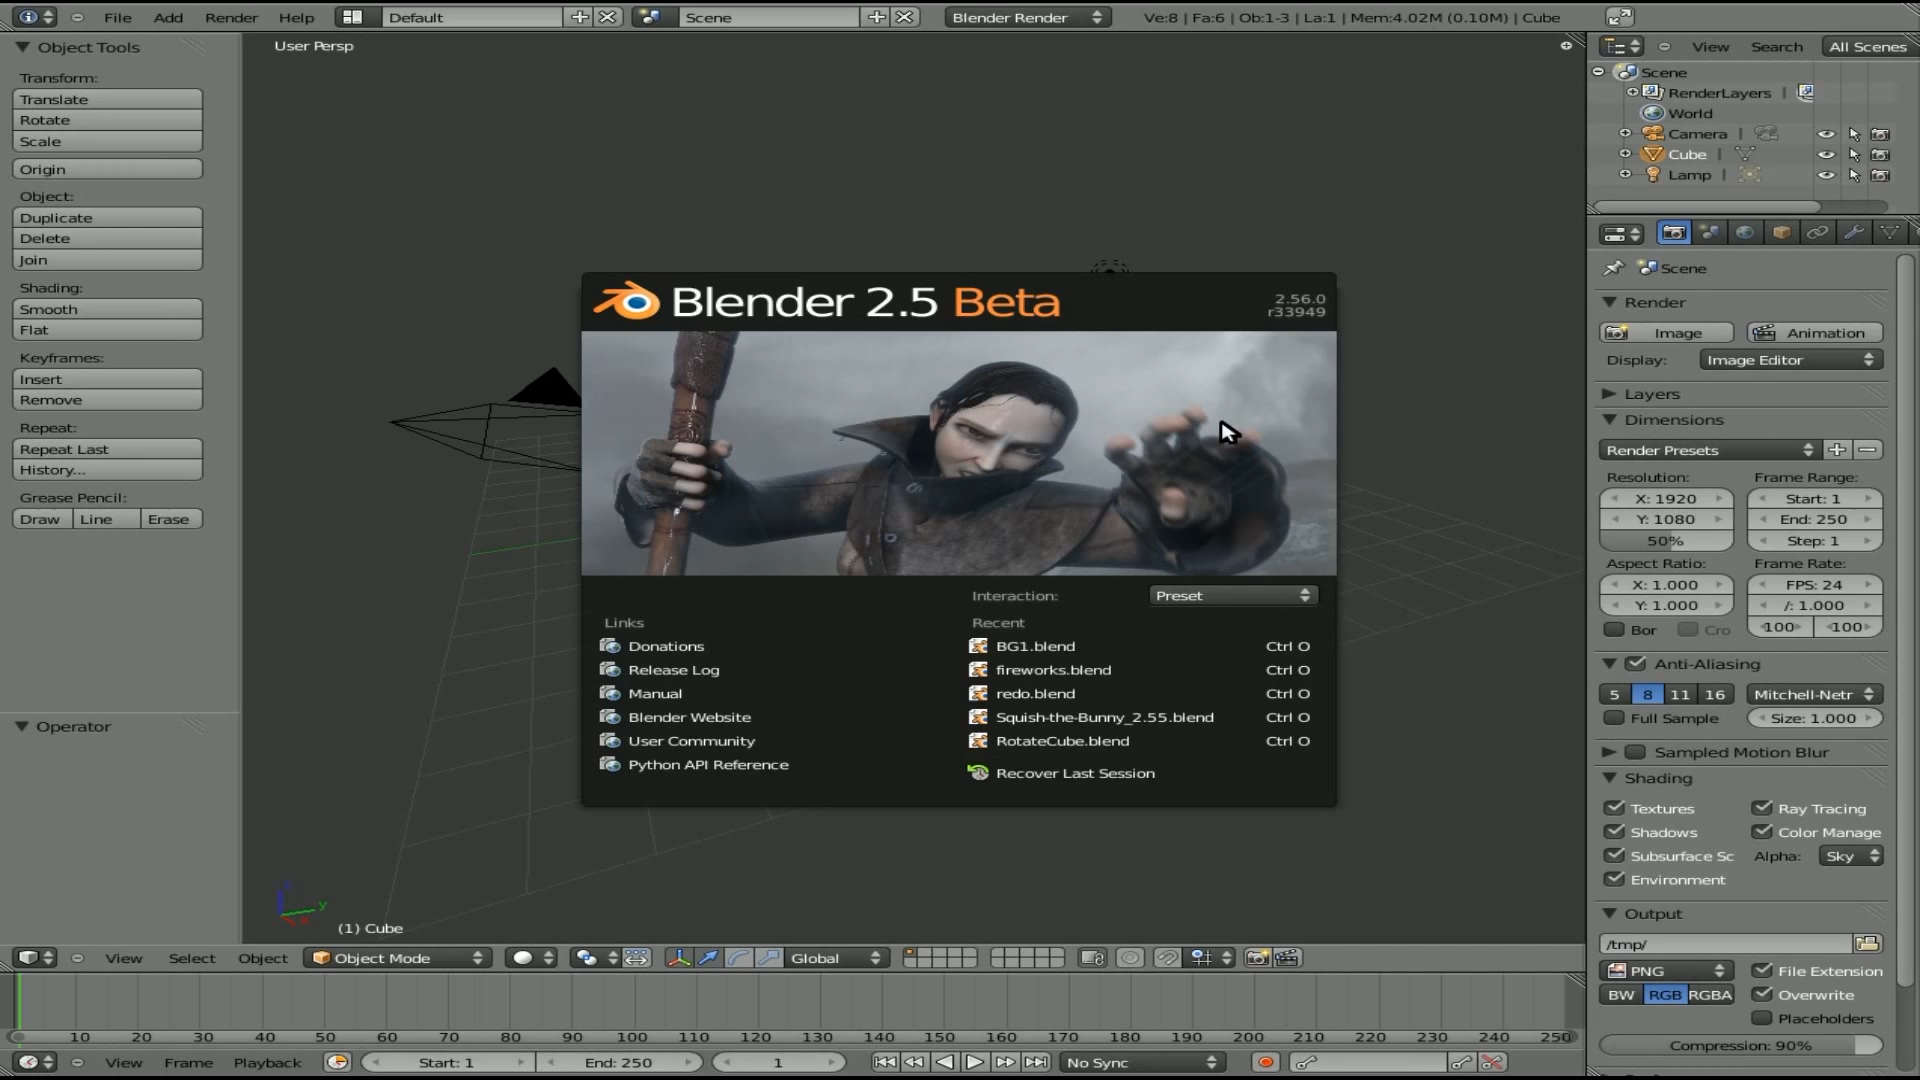 File Add Render Help Default Scene Blender Render Ve:8 | Fa:6 | Ob:1-3 | La:1 | Mem:4.02M (0.10M) | Cube
Object Tools
Transform:
Translate
Rotate
Scale
Origin
Object:
Duplicate
Delete
Join
Shading:
Smooth
Flat
Keyframes:
Insert
Remove
Repeat:
Repeat Last
History...
Grease Pencil:
Draw Line Erase
Operator
User Persp
Blender 2.5 Beta
2.56.0
r33949
Interaction: Preset
Links
Donations
Release Log
Manual
Blender Website
User Community
Python API Reference
Recent
BG1.blend Ctrl O
fireworks.blend Ctrl O
redo.blend Ctrl O
Squish-the-Bunny_2.55.blend Ctrl O
RotateCube.blend Ctrl O
Recover Last Session
y
(1) Cube
View Search All Scenes
Scene
RenderLayers |
World
Camera |
Cube |
Lamp |
Scene
Render
Image Animation
Display: Image Editor
Layers
Dimensions
Render Presets
Resolution: Frame Range:
X: 1920 Start: 1
Y: 1080 End: 250
50% Step: 1
Aspect Ratio: Frame Rate:
X: 1.000 FPS: 24
Y: 1.000 /: 1.000
Bor Cro 100 100
Anti-Aliasing
5 8 11 16 Mitchell-Netr
Full Sample Size: 1.000
Sampled Motion Blur
Shading
Textures Ray Tracing
Shadows Color Manage
Subsurface Sc Alpha: Sky
Environment
Output
/tmp/
PNG File Extension
BW RGB RGBA Overwrite
Placeholders
Compression: 90%
View Select Object Object Mode Global
10 20 30 40 50 60 70 80 90 100 110 120 130 140 150 160 170 180 190 200 210 220 230 240 250
View Frame Playback Start: 1 End: 250 1 No Sync